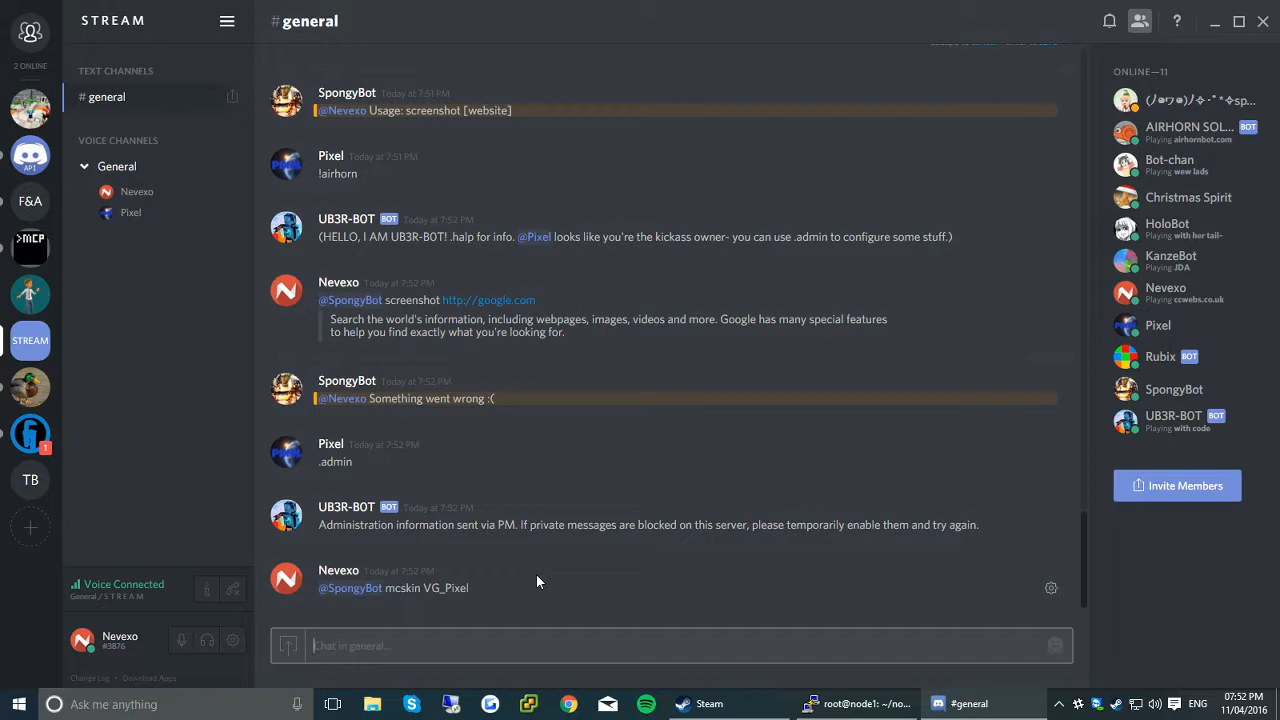 STREAM
#general
2 ONLINE
TEXT CHANNELS
# general
VOICE CHANNELS
General
Nevexo
Pixel
API
F&A
>MCP
STREAM
1
TB
SpongyBot Today at 7:51 PM
@Nevexo Usage: screenshot [website]
Pixel Today at 7:51 PM
!airhorn
UB3R-BOT BOT Today at 7:52 PM
(HELLO, I AM UB3R-B0T! .halp for info. @Pixel looks like you're the kickass owner- you can use .admin to configure some stuff.)
Nevexo Today at 7:52 PM
@SpongyBot screenshot http://google.com
Search the world's information, including webpages, images, videos and more. Google has many special features
to help you find exactly what you're looking for.
SpongyBot Today at 7:52 PM
@Nevexo Something went wrong :(
Pixel Today at 7:52 PM
.admin
UB3R-BOT BOT Today at 7:52 PM
Administration information sent via PM. If private messages are blocked on this server, please temporarily enable them and try again.
Nevexo Today at 7:52 PM
@SpongyBot mcskin VG_Pixel
Chat in general...
ONLINE—11
AIRHORN SOL... BOT
Playing airhornbot.com
Bot-chan
Playing wew lads
Christmas Spirit
HoloBot
Playing with her tail~
KanzeBot
Playing JDA
Nevexo
Playing ccwebs.co.uk
Pixel
Rubix BOT
SpongyBot
UB3R-BOT BOT
Playing with code
Invite Members
Voice Connected
General / S T R E A M
Nevexo
#3876
Change Log • Download Apps
Ask me anything
Steam
root@node1: ~/no...
#general
ENG
07:52 PM
11/04/2016